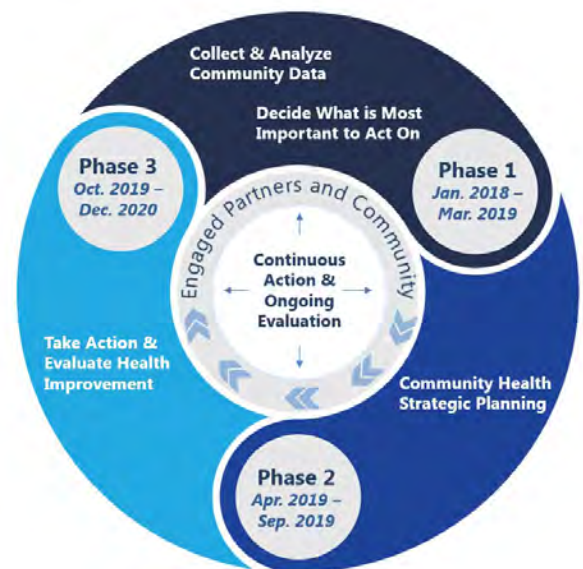 Collect & Analyze
Community Data
Decide What is Most
Important to Act On
Phase 1
Jan. 2018 –
Mar. 2019
Community Health
Strategic Planning
Phase 2
Apr. 2019 –
Sep. 2019
Take Action &
Evaluate Health
Improvement
Phase 3
Oct. 2019 –
Dec. 2020
Engaged Partners and Community
Continuous
Action &
Ongoing
Evaluation